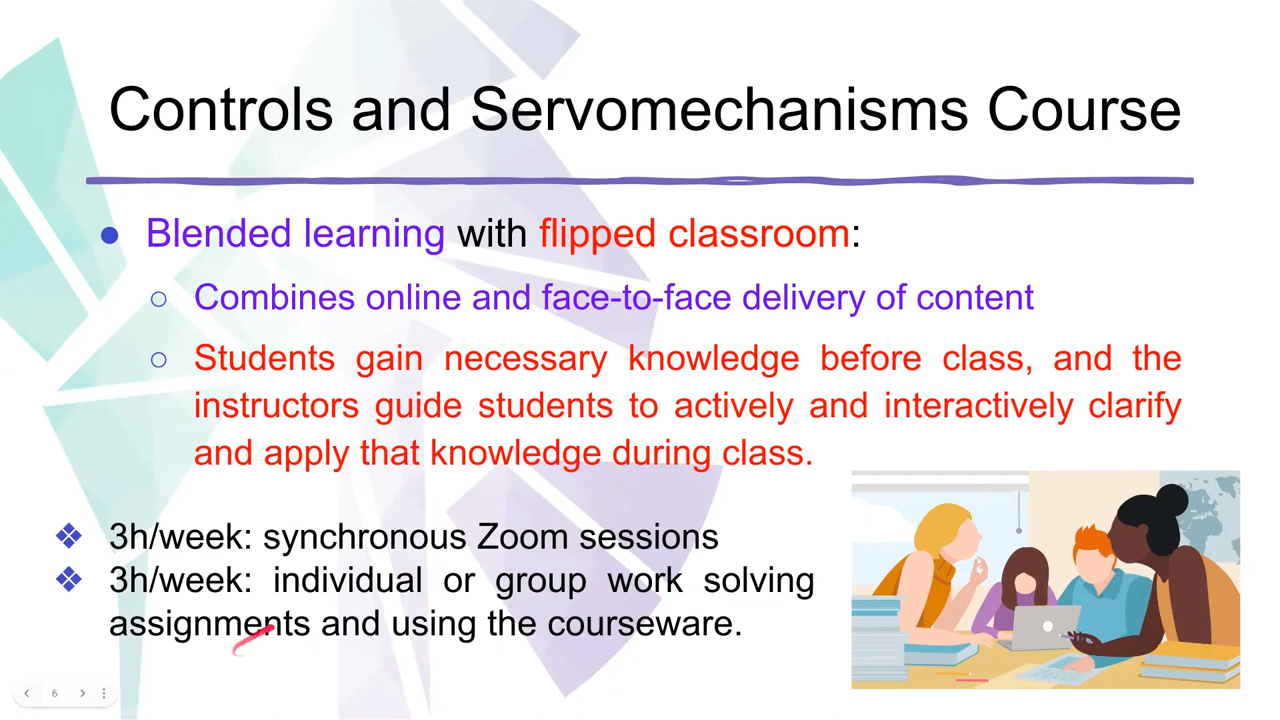 Controls and Servomechanisms Course
● Blended learning with flipped classroom:
○ Combines online and face-to-face delivery of content
○ Students gain necessary knowledge before class, and the
instructors guide students to actively and interactively clarify
and apply that knowledge during class.
❖ 3h/week: synchronous Zoom sessions
❖ 3h/week: individual or group work solving
assignments and using the courseware.
6